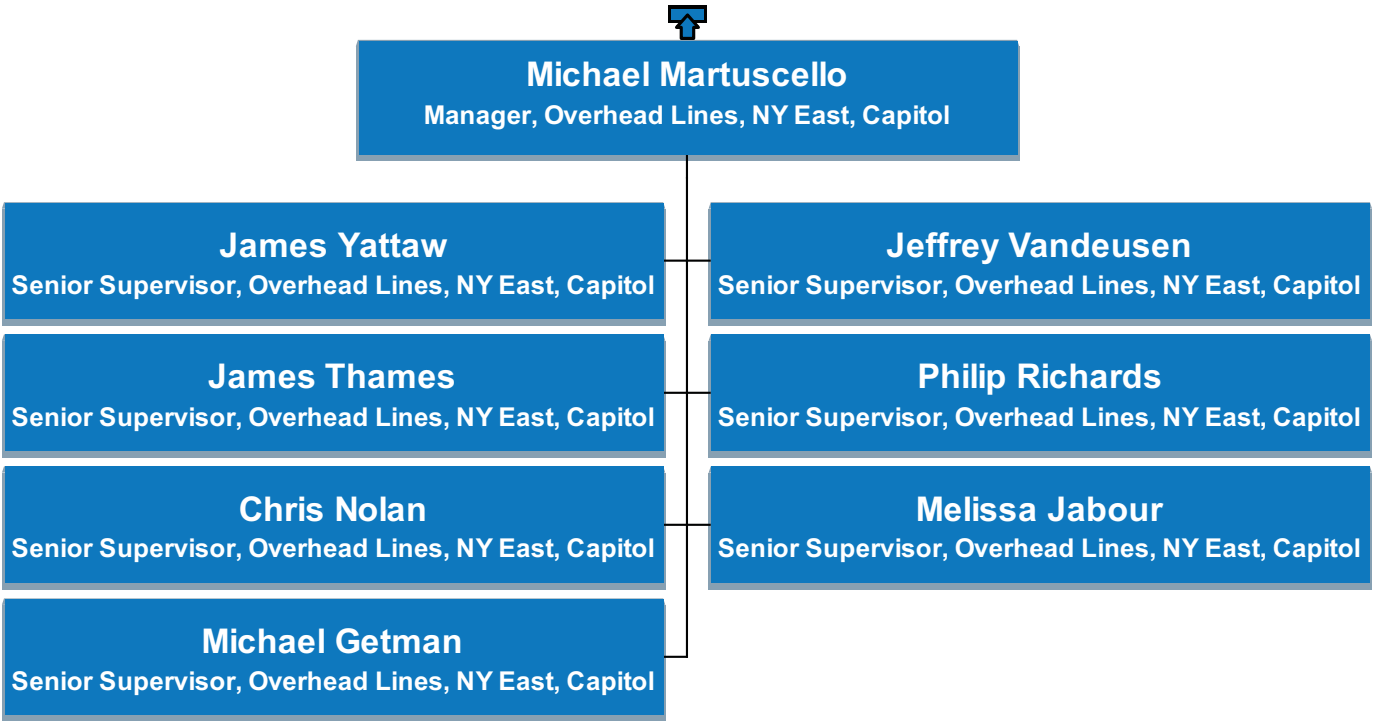 Michael Martuscello
Manager, Overhead Lines, NY East, Capitol
James Yattaw
Senior Supervisor, Overhead Lines, NY East, Capitol
Jeffrey Vandeusen
Senior Supervisor, Overhead Lines, NY East, Capitol
James Thames
Senior Supervisor, Overhead Lines, NY East, Capitol
Philip Richards
Senior Supervisor, Overhead Lines, NY East, Capitol
Chris Nolan
Senior Supervisor, Overhead Lines, NY East, Capitol
Melissa Jabour
Senior Supervisor, Overhead Lines, NY East, Capitol
Michael Getman
Senior Supervisor, Overhead Lines, NY East, Capitol